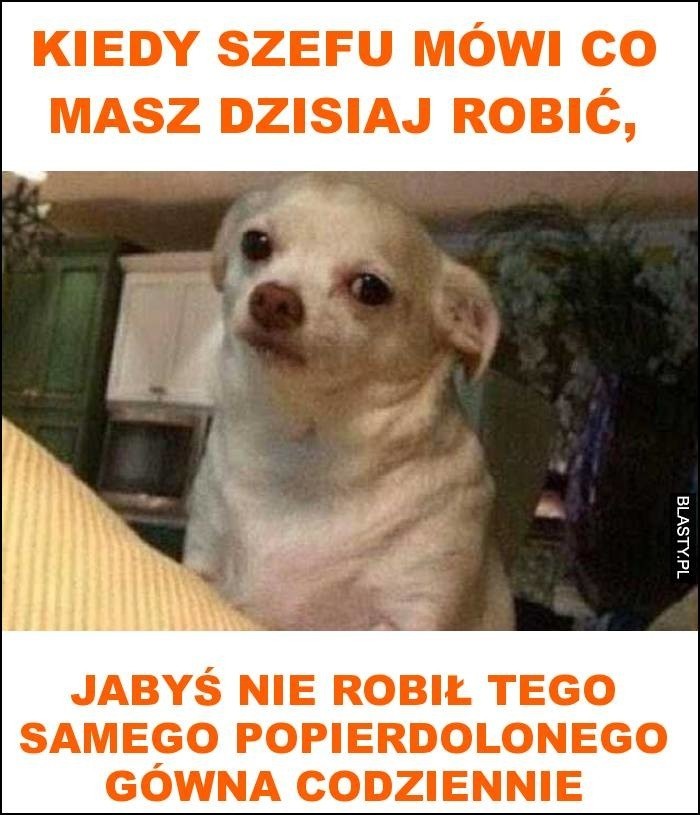 KIEDY SZEFU MÓWI CO
MASZ DZISIAJ ROBIĆ,
BLASTY.PL
JABYŚ NIE ROBIŁ TEGO
SAMEGO POPIERDOLONEGO
GÓWNA CODZIENNIE